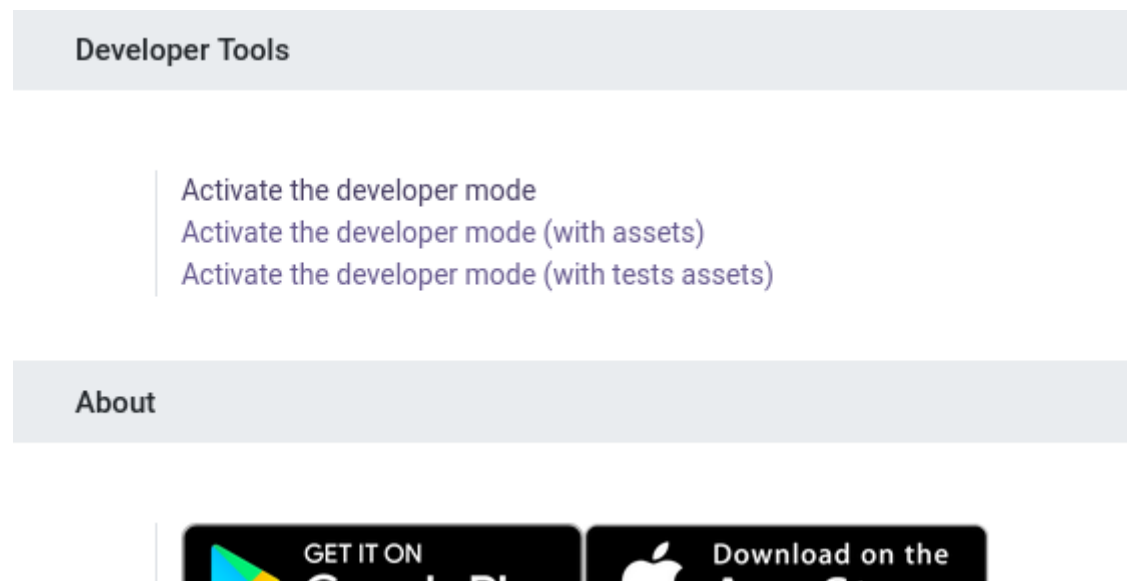 Developer Tools
Activate the developer mode
Activate the developer mode (with assets)
Activate the developer mode (with tests assets)
About
GET IT ON
Download on the